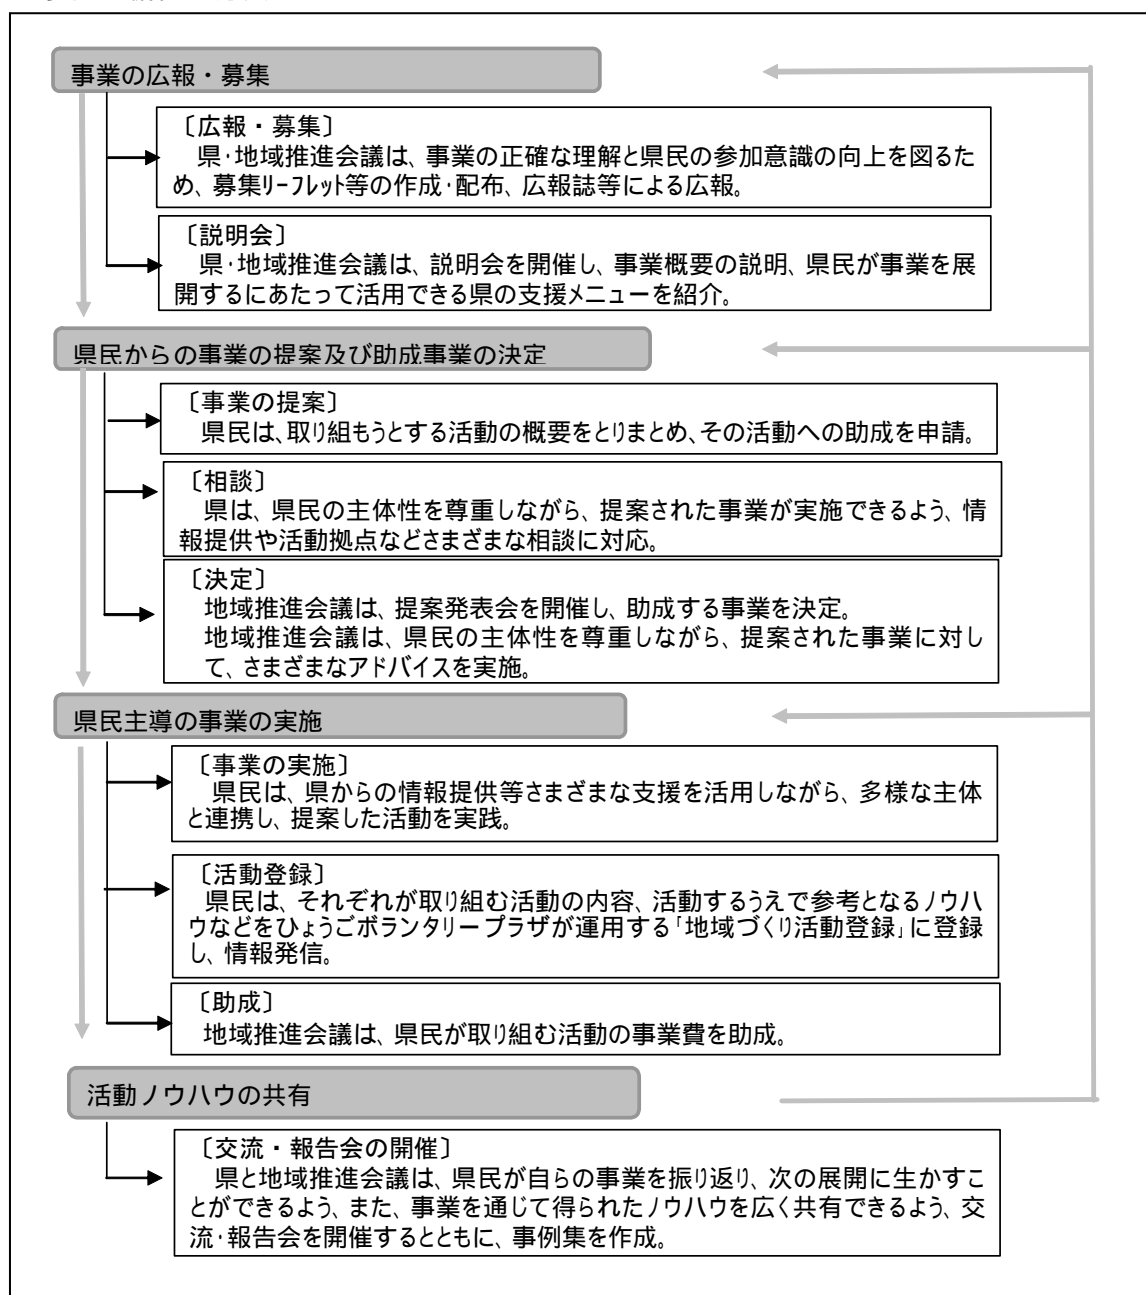 事業の広報・募集
〔広報・募集〕
県・地域推進会議は、事業の正確な理解と県民の参加意識の向上を図るた
め、募集ﾘｰﾌﾚｯﾄ等の作成・配布、広報誌等による広報。
〔説明会〕
県・地域推進会議は、説明会を開催し、事業概要の説明、県民が事業を展
開するにあたって活用できる県の支援メニューを紹介。
県民からの事業の提案及び助成事業の決定
〔事業の提案〕
県民は、取り組もうとする活動の概要をとりまとめ、その活動への助成を申請。
〔相談〕
県は、県民の主体性を尊重しながら、提案された事業が実施できるよう、情
報提供や活動拠点などさまざまな相談に対応。
〔決定〕
地域推進会議は、提案発表会を開催し、助成する事業を決定。
地域推進会議は、県民の主体性を尊重しながら、提案された事業に対し
て、さまざまなアドバイスを実施。
県民主導の事業の実施
〔事業の実施〕
県民は、県からの情報提供等さまざまな支援を活用しながら、多様な主体
と連携し、提案した活動を実践。
〔活動登録〕
県民は、それぞれが取り組む活動の内容、活動するうえで参考となるノウハ
ウなどをひょうごボランタリープラザが運用する「地域づくり活動登録」に登録
し、情報発信。
〔助成〕
地域推進会議は、県民が取り組む活動の事業費を助成。
活動ノウハウの共有
〔交流・報告会の開催〕
県と地域推進会議は、県民が自らの事業を振り返り、次の展開に生かすこ
とができるよう、また、事業を通じて得られたノウハウを広く共有できるよう、交
流・報告会を開催するとともに、事例集を作成。